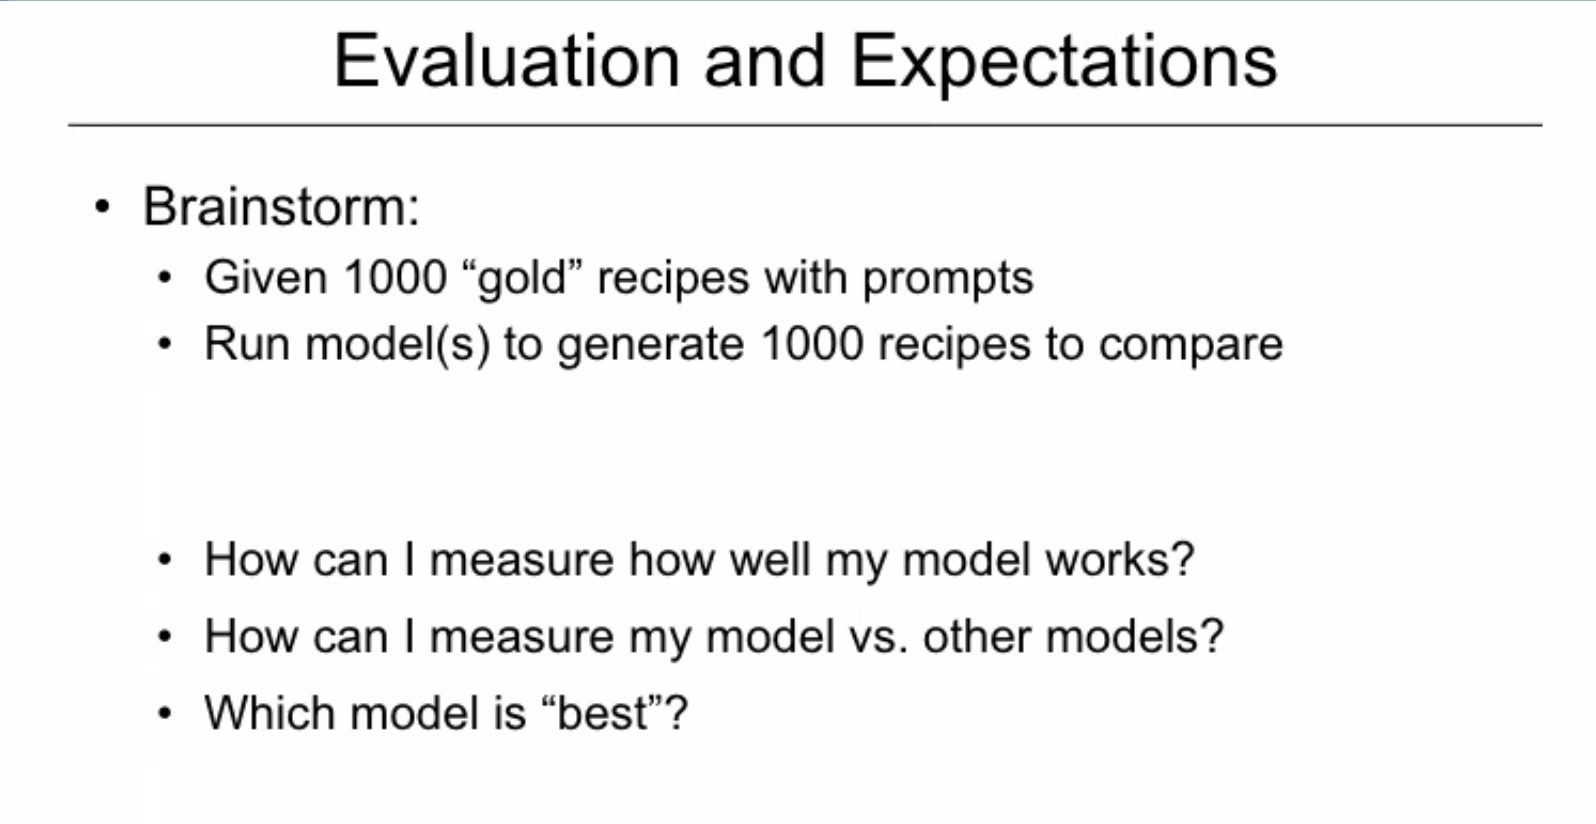 Evaluation and Expectations
• Brainstorm:
• Given 1000 “gold” recipes with prompts
• Run model(s) to generate 1000 recipes to compare
• How can I measure how well my model works?
• How can I measure my model vs. other models?
• Which model is “best”?